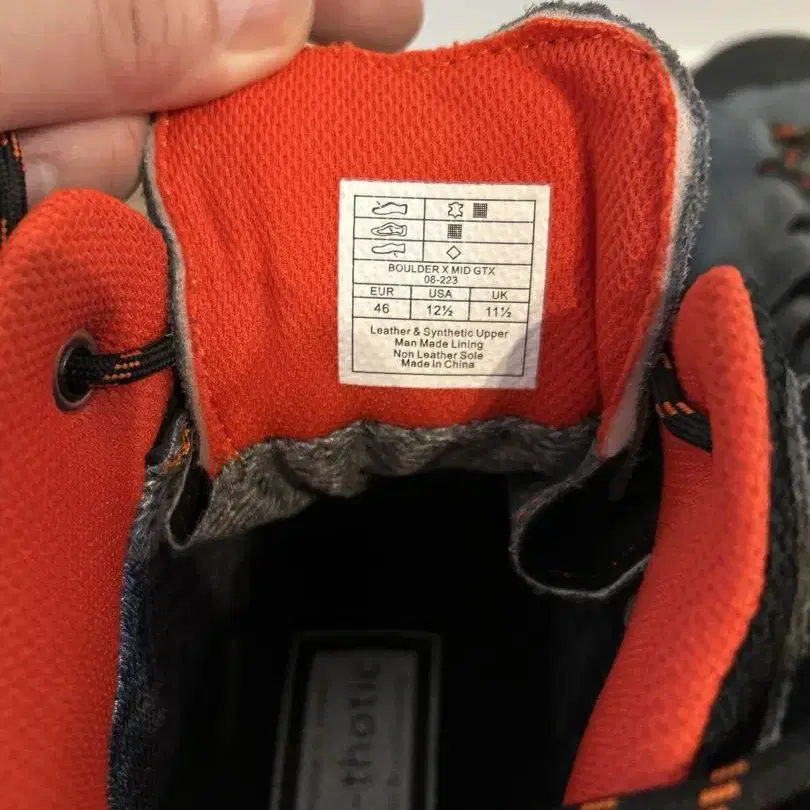 BOULDER X MID GTX
08-223
EUR USA UK
46 12½ 11½
Leather & Synthetic Upper
Man Made Lining
Non Leather Sole
Made in China
-thotic